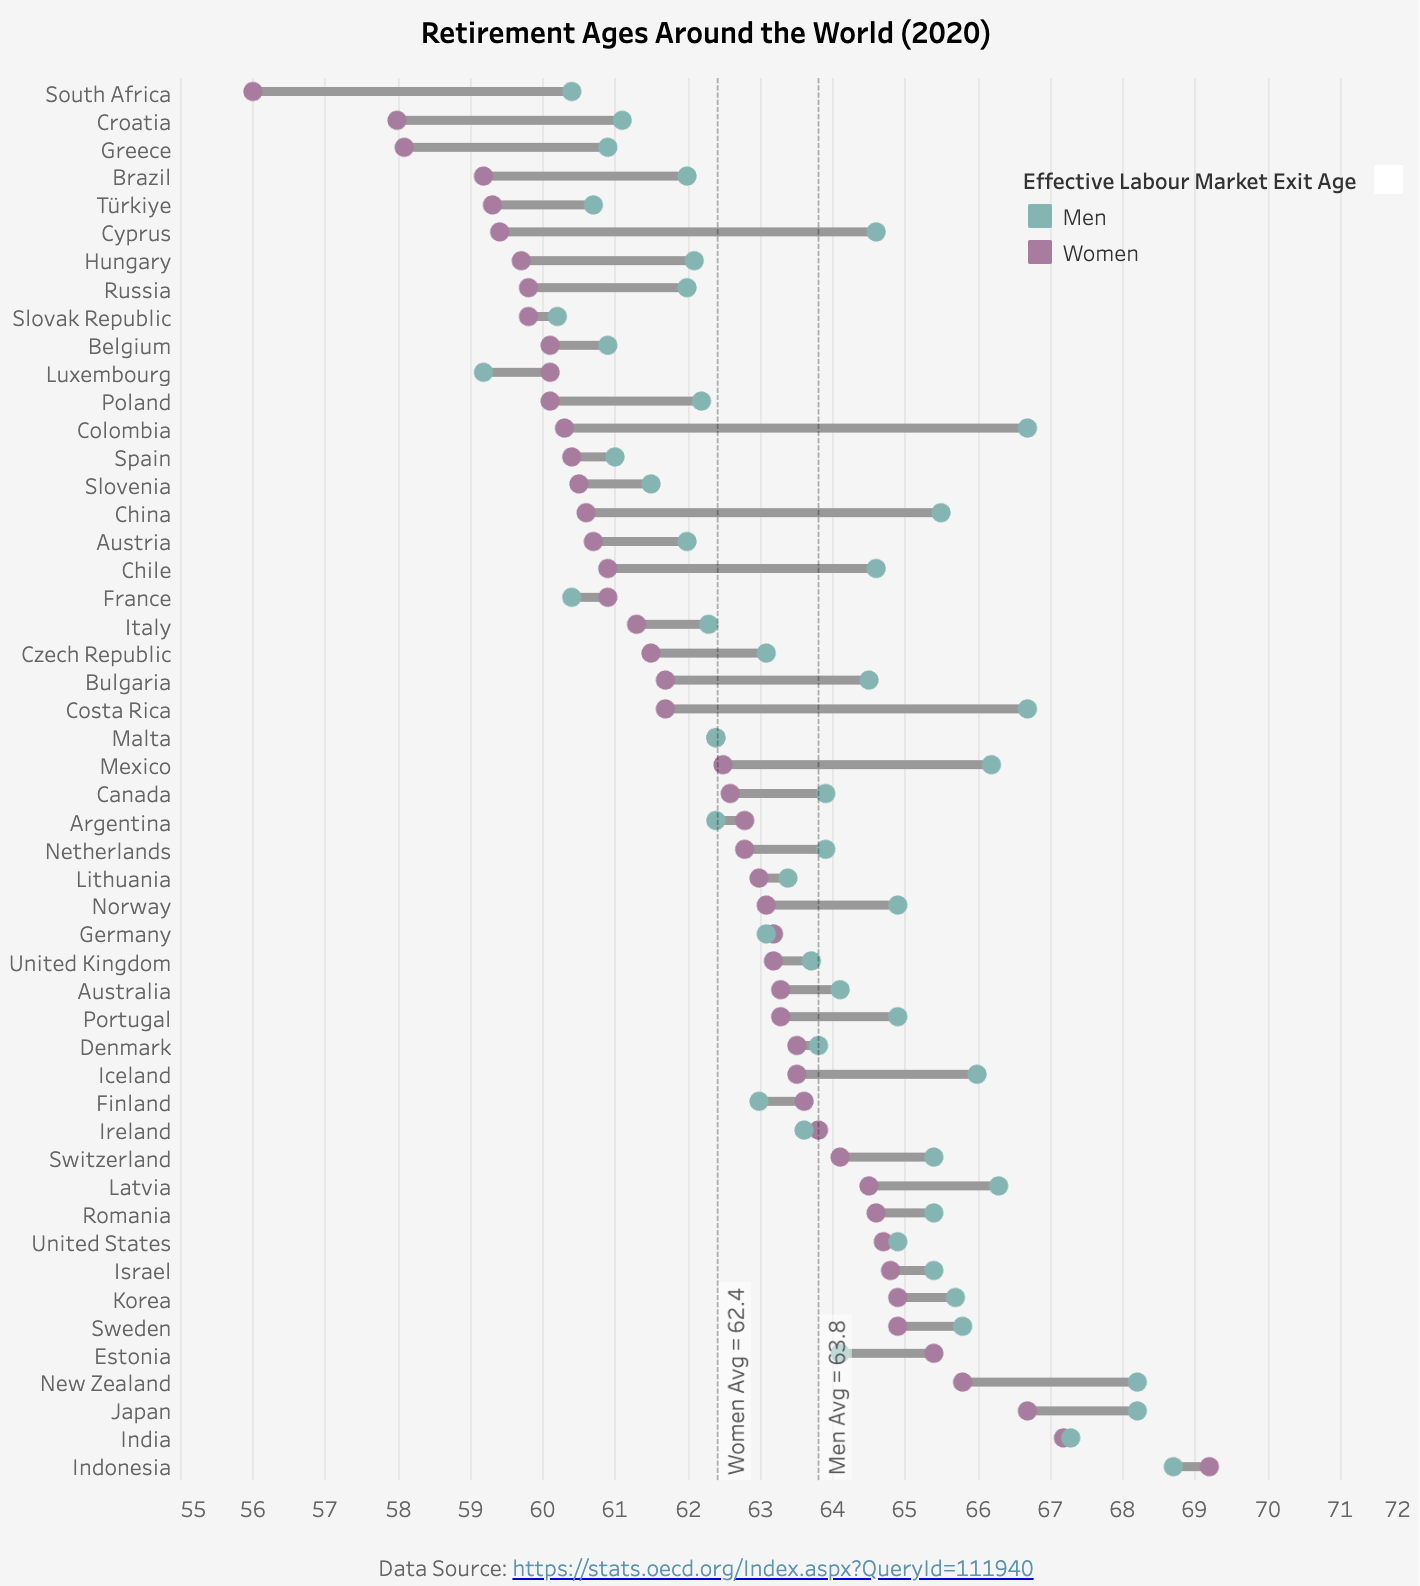 Retirement Ages Around the World (2020)
South Africa
Croatia
Greece
Brazil
Türkiye
Cyprus
Hungary
Russia
Slovak Republic
Belgium
Luxembourg
Poland
Colombia
Spain
Slovenia
China
Austria
Chile
France
Italy
Czech Republic
Bulgaria
Costa Rica
Malta
Mexico
Canada
Argentina
Netherlands
Lithuania
Norway
Germany
United Kingdom
Australia
Portugal
Denmark
Iceland
Finland
Ireland
Switzerland
Latvia
Romania
United States
Israel
Korea
Sweden
Estonia
New Zealand
Japan
India
Indonesia
Effective Labour Market Exit Age
Men
Women
Women Avg = 62.4
Men Avg = 63.8
55 56 57 58 59 60 61 62 63 64 65 66 67 68 69 70 71 72
Data Source: https://stats.oecd.org/Index.aspx?QueryId=111940